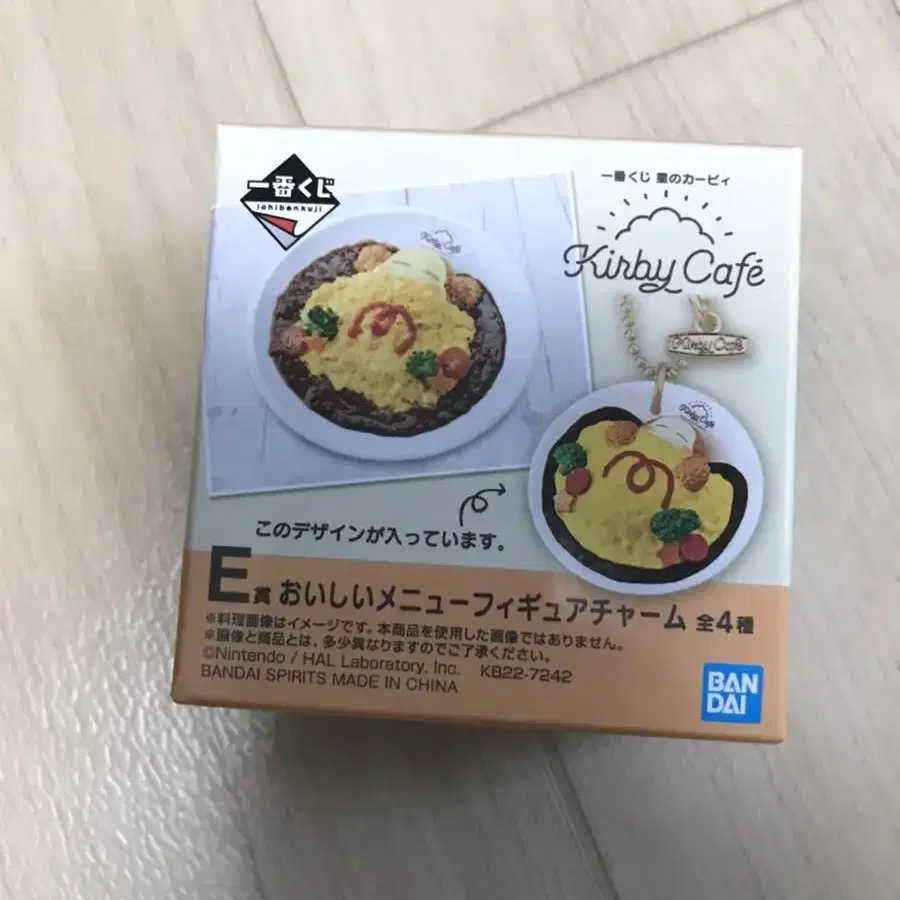 一番くじ
ichibankuji
一番くじ 星のカービィ
Kirby Café
Kirby Café
Kirby Café
Kirby Café
このデザインが入っています。
E賞 おいしいメニューフィギュアチャーム 全4種
※料理画像はイメージです。本商品を使用した画像ではありません。
※画像と商品とは、多少異なりますのでご了承ください。
©Nintendo / HAL Laboratory, Inc. KB22-7242
BANDAI SPIRITS MADE IN CHINA
BAN
DAI